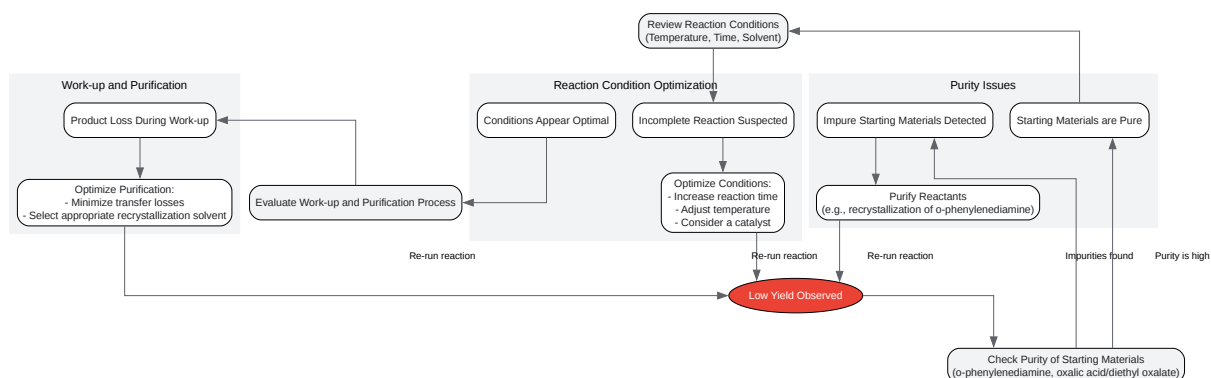 Review Reaction Conditions
(Temperature, Time, Solvent)
Work-up and Purification
Reaction Condition Optimization
Purity Issues
Product Loss During Work-up
Conditions Appear Optimal
Incomplete Reaction Suspected
Impure Starting Materials Detected
Starting Materials are Pure
Optimize Purification:
- Minimize transfer losses
- Select appropriate recrystallization solvent
Evaluate Work-up and Purification Process
Optimize Conditions:
- Increase reaction time
- Adjust temperature
- Consider a catalyst
Purify Reactants
(e.g., recrystallization of o-phenylenediamine)
Re-run reaction
Re-run reaction
Re-run reaction
Impurities found
Purity is high
Low Yield Observed
Check Purity of Starting Materials
(o-phenylenediamine, oxalic acid/diethyl oxalate)